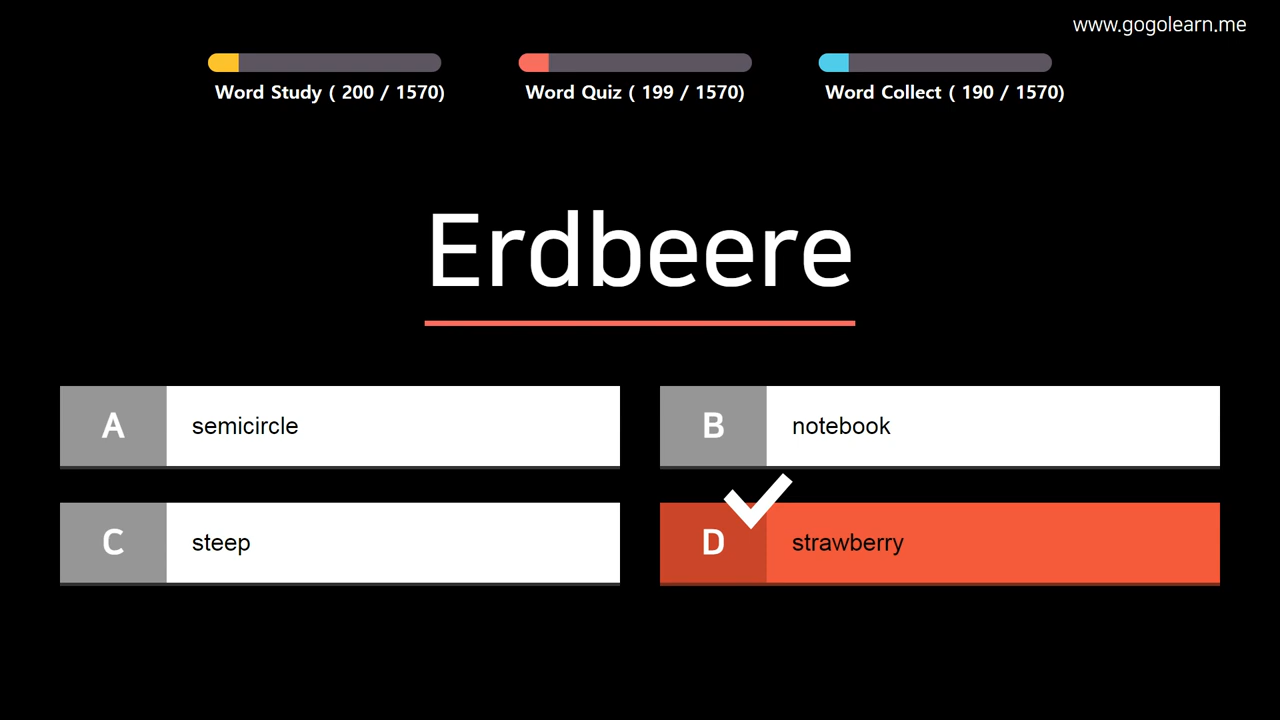 www.gogolearn.me
Word Study ( 200 / 1570)
Word Quiz ( 199 / 1570)
Word Collect ( 190 / 1570)
Erdbeere
A semicircle
B notebook
C steep
D strawberry